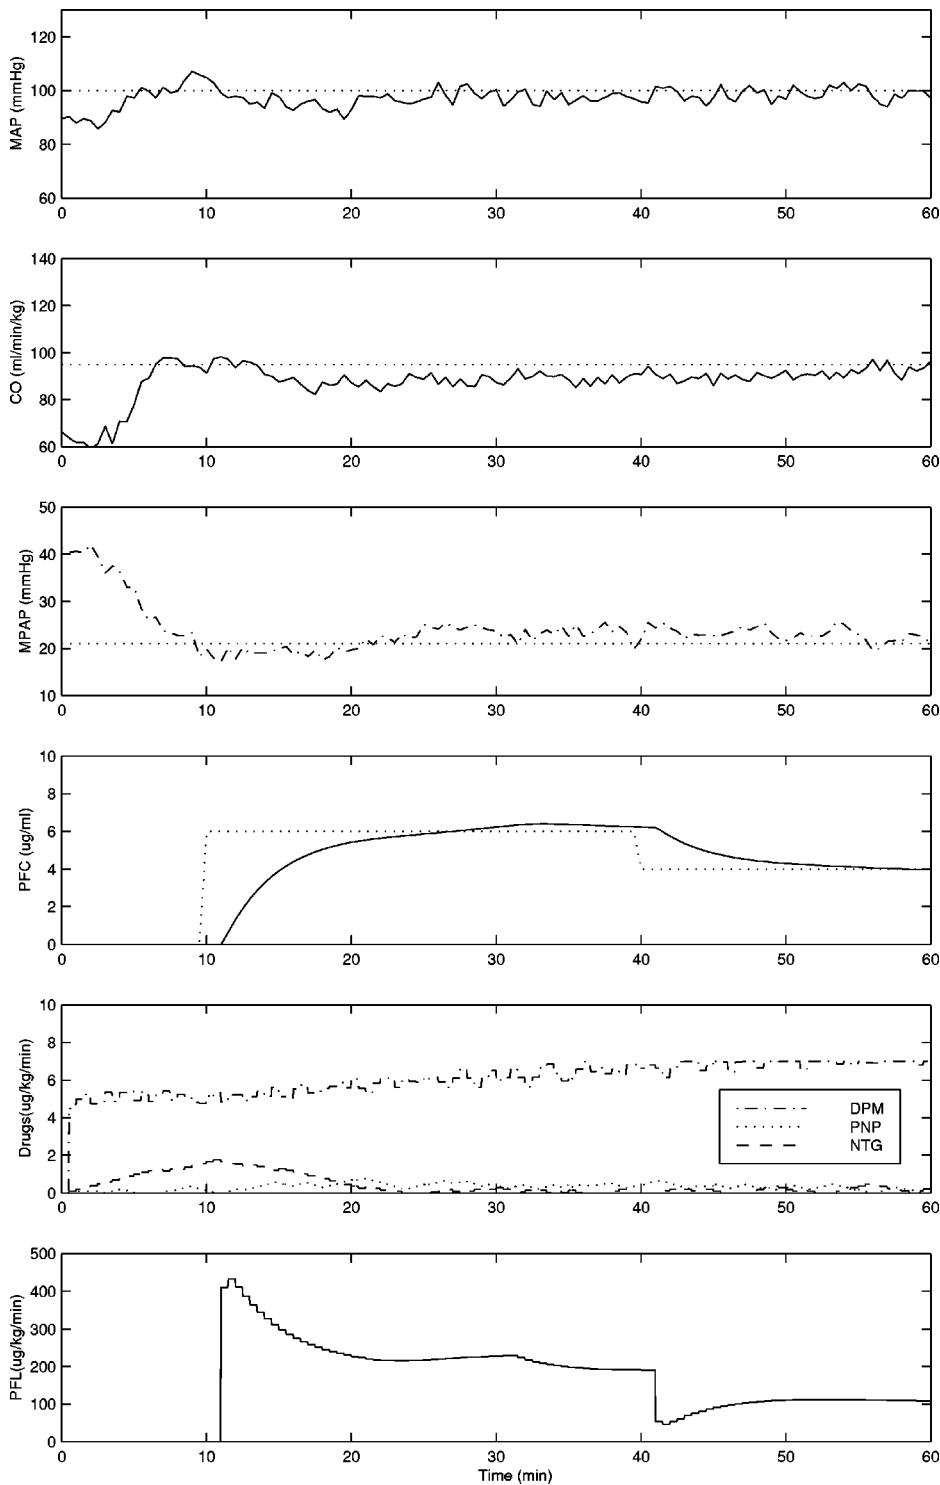 MAP (mmHg)
120
100
80
60
0 10 20 30 40 50 60
CO (ml/min/kg)
140
120
100
80
60
0 10 20 30 40 50 60
MPAP (mmHg)
50
40
30
20
10
0 10 20 30 40 50 60
PFC (ug/ml)
10
8
6
4
2
0
0 10 20 30 40 50 60
Drugs(ug/kg/min)
10
8
6
4
2
0
DPM
PNP
NTG
0 10 20 30 40 50 60
PFL(ug/kg/min)
500
400
300
200
100
0
0 10 20 30 40 50 60
Time (min)